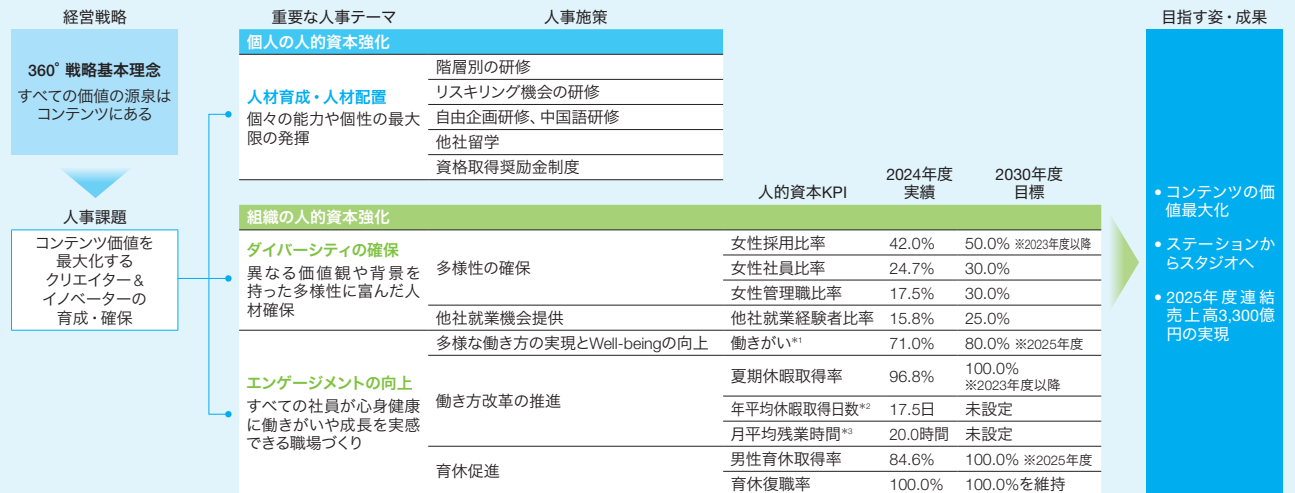 経営戦略
重要な人事テーマ
人事施策
目指す姿・成果
360°戦略基本理念
すべての価値の源泉は
コンテンツにある
人事課題
コンテンツ価値を
最大化する
クリエイター＆
イノベーターの
育成・確保
個人の人的資本強化
人材育成・人材配置
個々の能力や個性の最大
限の発揮
階層別の研修
リスキリング機会の研修
自由企画研修、中国語研修
他社留学
資格取得奨励金制度
人的資本KPI
2024年度
実績
2030年度
目標
組織の人的資本強化
ダイバーシティの確保
異なる価値観や背景を
持った多様性に富んだ人
材確保
多様性の確保
女性採用比率 42.0% 50.0% ※2023年度以降
女性社員比率 24.7% 30.0%
女性管理職比率 17.5% 30.0%
他社就業機会提供 他社就業経験者比率 15.8% 25.0%
エンゲージメントの向上
すべての社員が心身健康
に働きがいや成長を実感
できる職場づくり
多様な働き方の実現とWell-beingの向上 働きがい*1 71.0% 80.0% ※2025年度
働き方改革の推進
夏期休暇取得率 96.8% 100.0%
※2023年度以降
年平均休暇取得日数*2 17.5日 未設定
月平均残業時間*3 20.0時間 未設定
育休促進
男性育休取得率 84.6% 100.0% ※2025年度
育休復職率 100.0% 100.0%を維持
• コンテンツの価
値最大化
• ステーションか
らスタジオへ
• 2025年度連結
売上高3,300億
円の実現